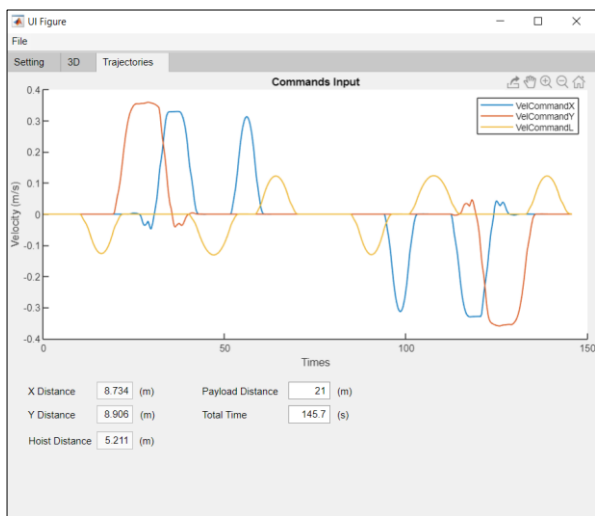 UI Figure
File
Setting 3D Trajectories
Commands Input
VelCommandX
VelCommandY
VelCommandL
Velocity (m/s)
0.4
0.3
0.2
0.1
0
-0.1
-0.2
-0.3
-0.4
0 50 100 150
Times
X Distance 8.734 (m) Payload Distance 21 (m)
Y Distance 8.906 (m) Total Time 145.7 (s)
Hoist Distance 5.211 (m)